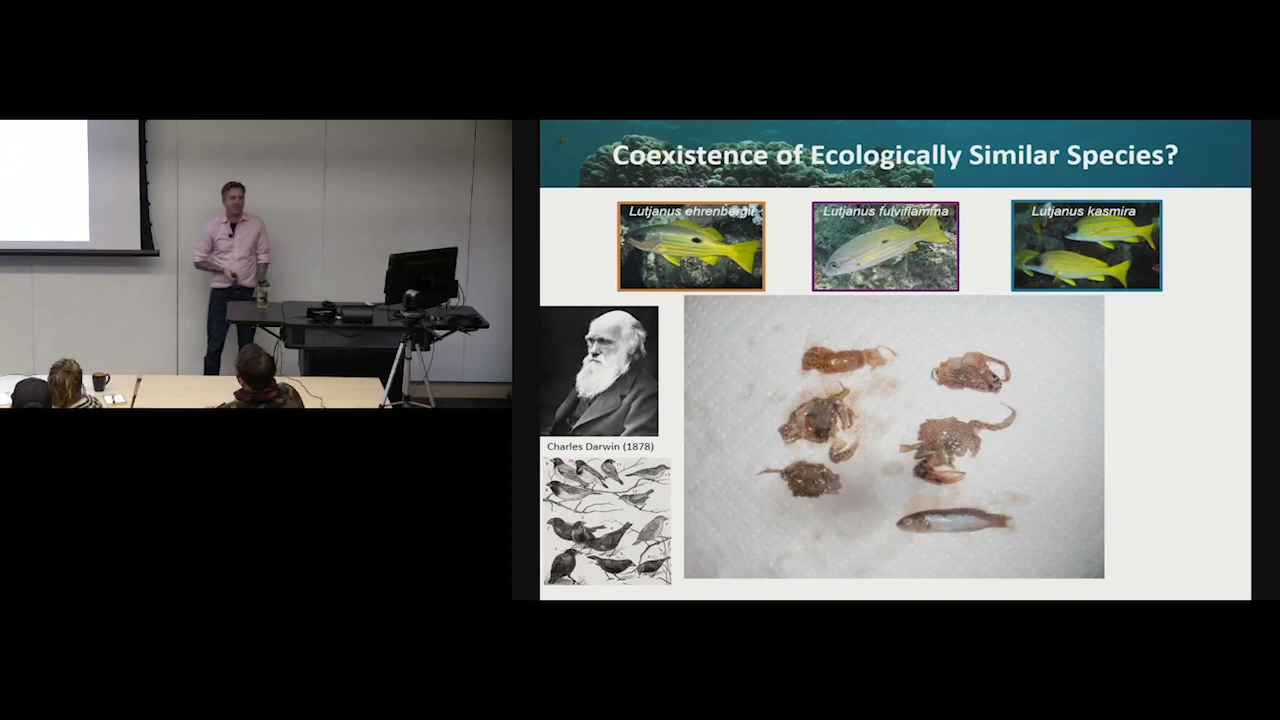 Coexistence of Ecologically Similar Species?
Lutjanus ehrenbergii
Lutjanus fulviflamma
Lutjanus kasmira
Charles Darwin (1878)